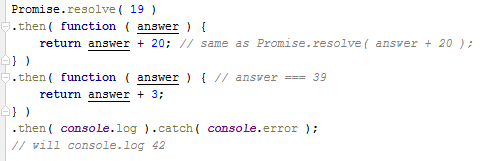 Promise.resolve( 19 )
.then( function ( answer ) {
    return answer + 20; // same as Promise.resolve( answer + 20 );
} )
.then( function ( answer ) { // answer === 39
    return answer + 3;
} )
.then( console.log ).catch( console.error );
// will console.log 42